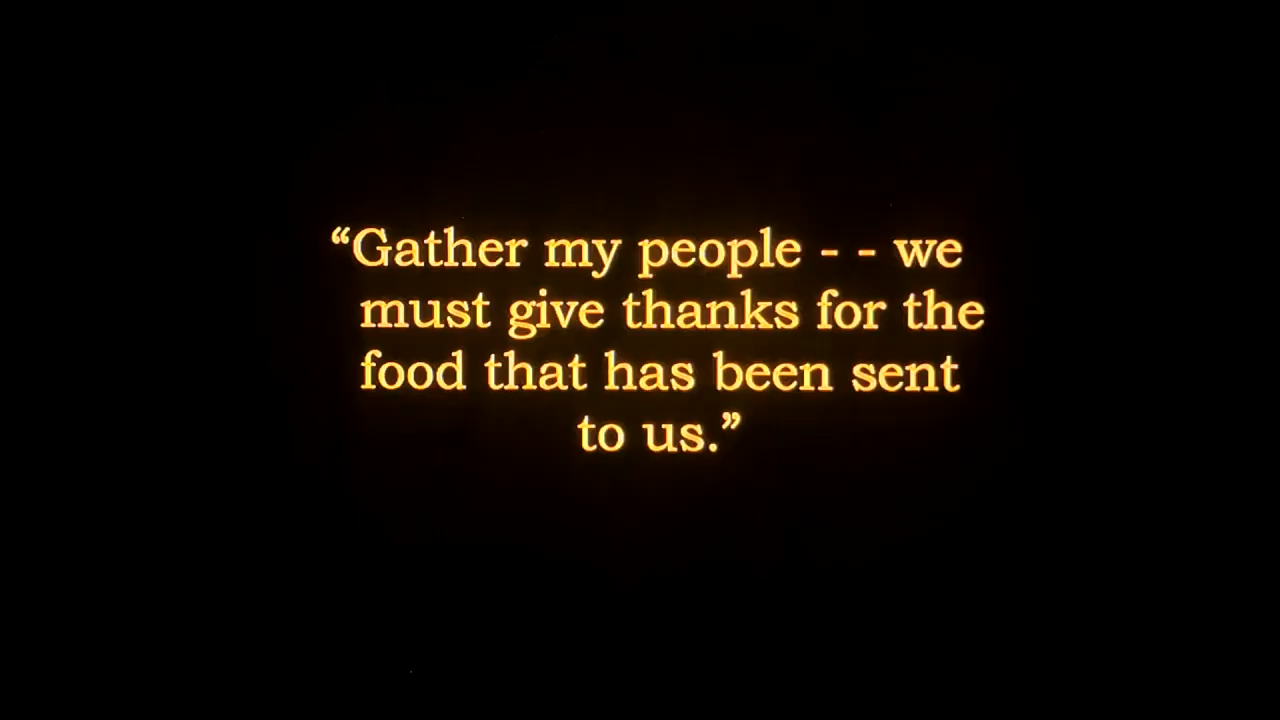 “Gather my people - - we
must give thanks for the
food that has been sent
to us.”